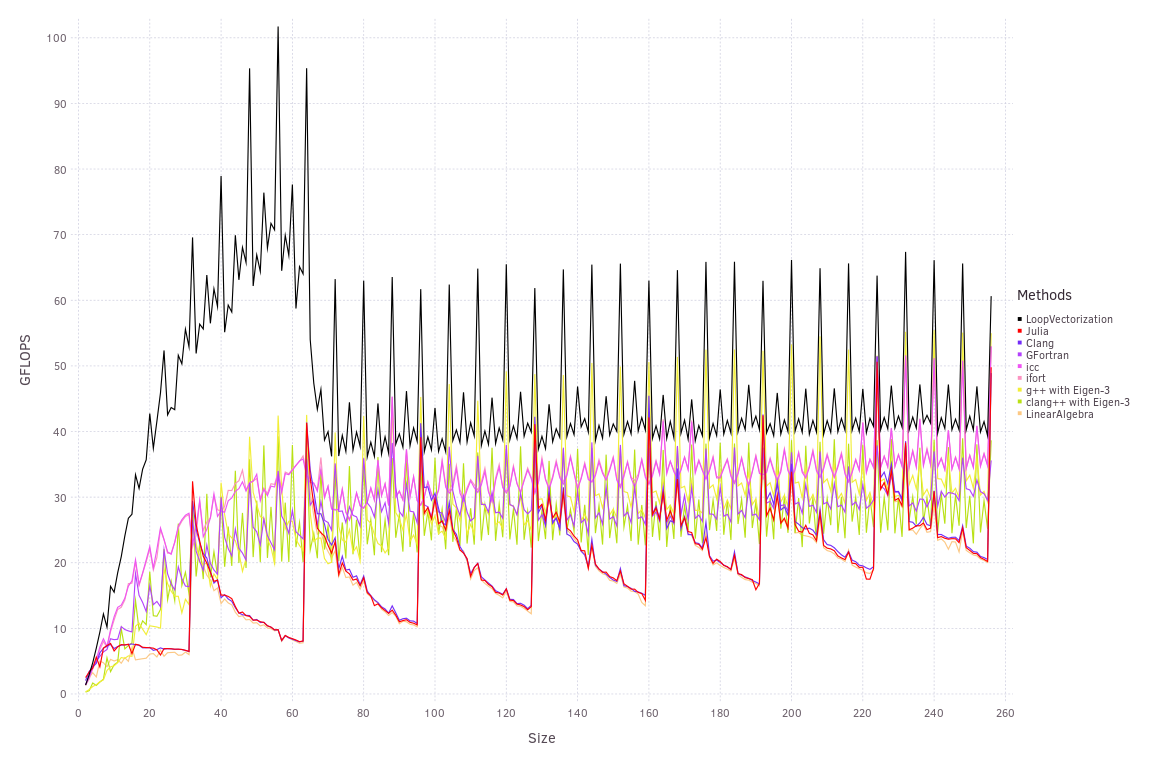 100
90
80
70
60
50
40
30
20
10
0
GFLOPS
0 20 40 60 80 100 120 140 160 180 200 220 240 260
Size
Methods
LoopVectorization
Julia
Clang
GFortran
icc
ifort
g++ with Eigen-3
clang++ with Eigen-3
LinearAlgebra